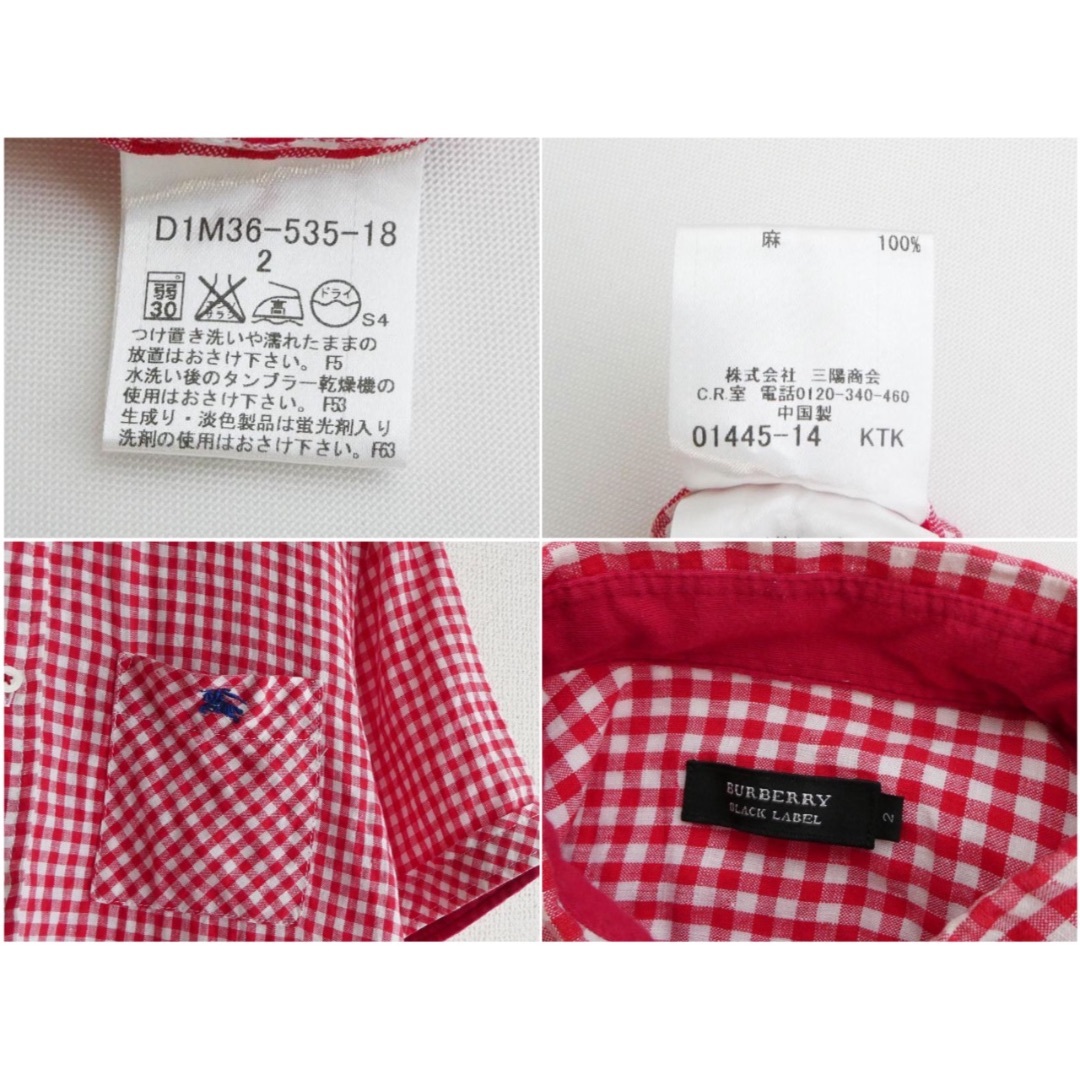 D1M36-535-18
2
弱
30
エンソ
サラシ
高
ドライ
S4
つけ置き洗いや濡れたままの
放置はおさけ下さい。F5
水洗い後のタンブラー乾燥機の
使用はおさけ下さい。F53
生成り・淡色製品は蛍光剤入り
洗剤の使用はおさけ下さい。F63
麻 100%
株式会社 三陽商会
C.R.室 電話0120-340-460
中国製
01445-14 KTK
BURBERRY
BLACK LABEL
2